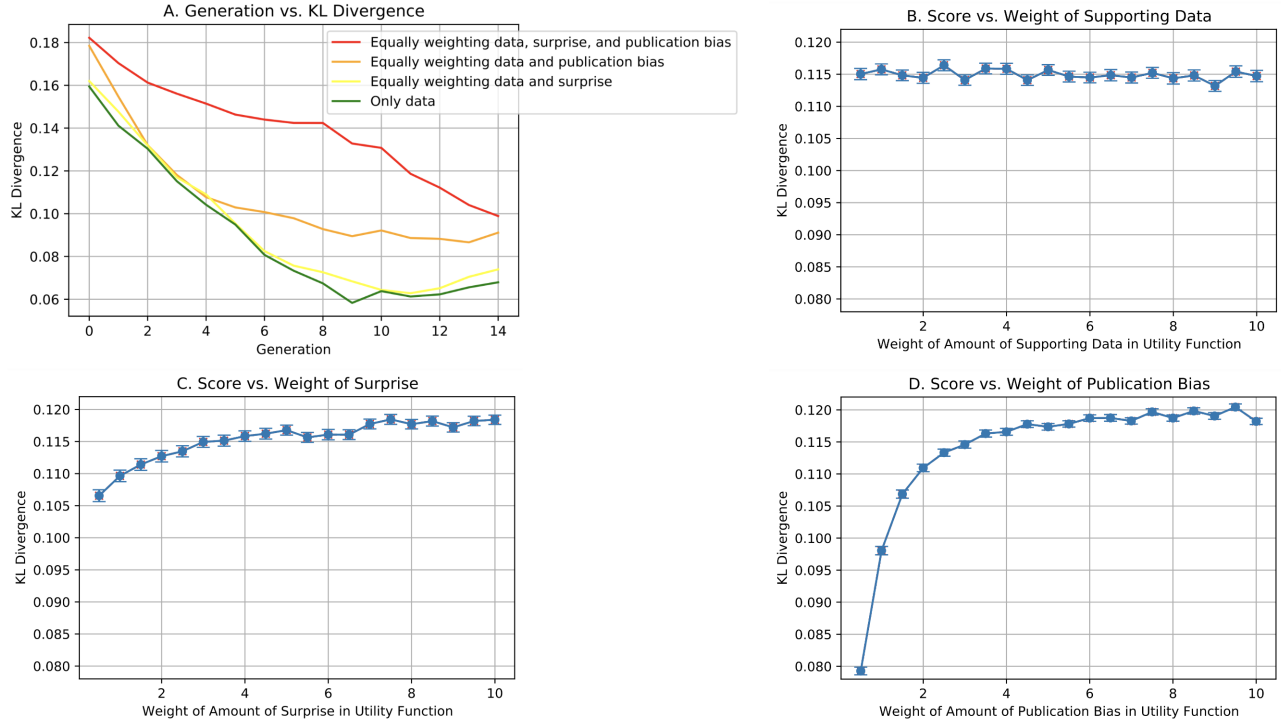 A. Generation vs. KL Divergence
KL Divergence
0.18
0.16
0.14
0.12
0.10
0.08
0.06
0 2 4 6 8 10 12 14
Generation
Equally weighting data, surprise, and publication bias
Equally weighting data and publication bias
Equally weighting data and surprise
Only data
B. Score vs. Weight of Supporting Data
KL Divergence
0.120
0.115
0.110
0.105
0.100
0.095
0.090
0.085
0.080
2 4 6 8 10
Weight of Amount of Supporting Data in Utility Function
C. Score vs. Weight of Surprise
KL Divergence
0.120
0.115
0.110
0.105
0.100
0.095
0.090
0.085
0.080
2 4 6 8 10
Weight of Amount of Surprise in Utility Function
D. Score vs. Weight of Publication Bias
KL Divergence
0.120
0.115
0.110
0.105
0.100
0.095
0.090
0.085
0.080
2 4 6 8 10
Weight of Amount of Publication Bias in Utility Function